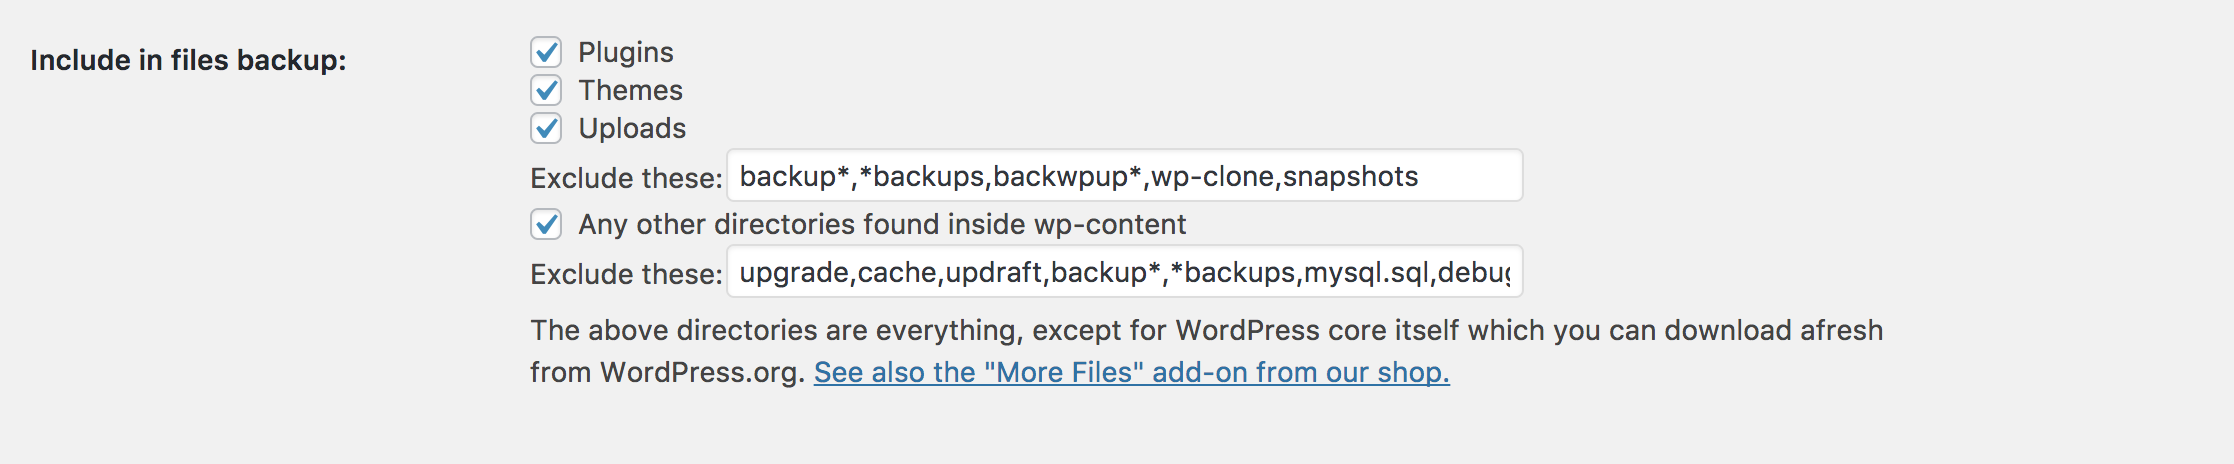 Include in files backup:
Plugins
Themes
Uploads
Exclude these: backup*,*backups,backwpup*,wp-clone,snapshots
Any other directories found inside wp-content
Exclude these: upgrade,cache,updraft,backup*,*backups,mysql.sql,debug
The above directories are everything, except for WordPress core itself which you can download afresh
from WordPress.org. See also the "More Files" add-on from our shop.